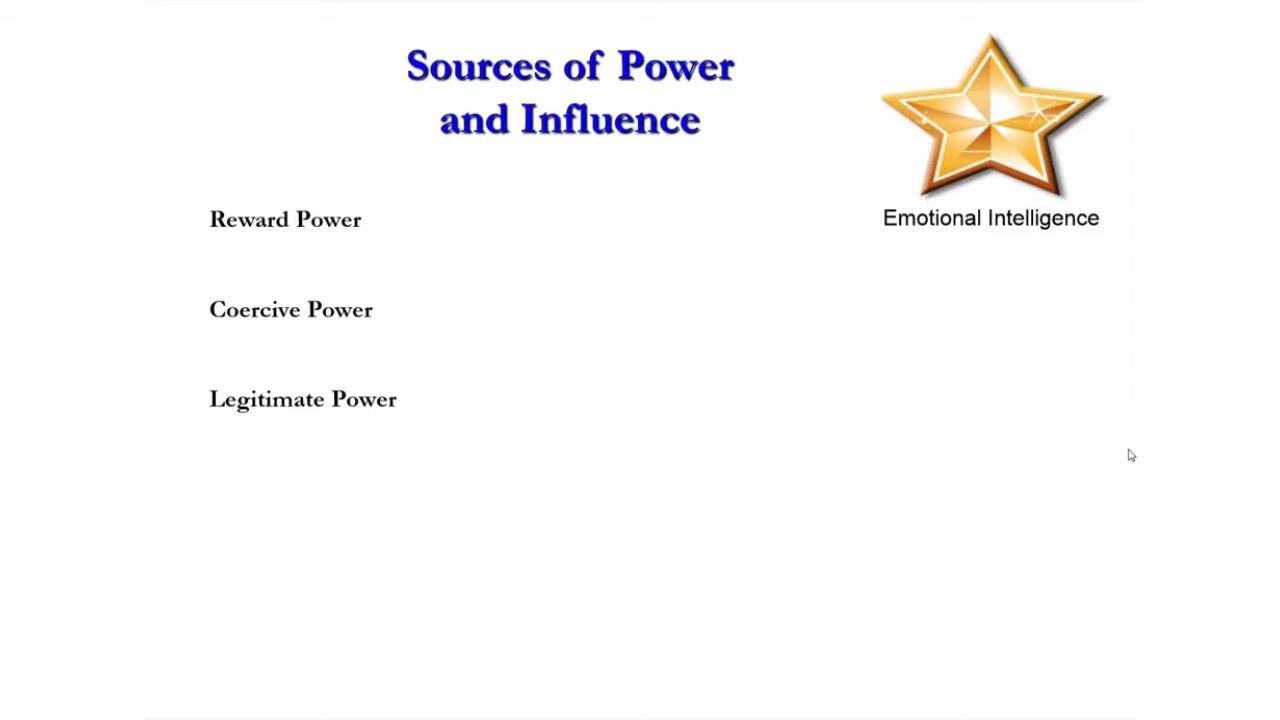 Sources of Power
and Influence
Emotional Intelligence
Reward Power
Coercive Power
Legitimate Power